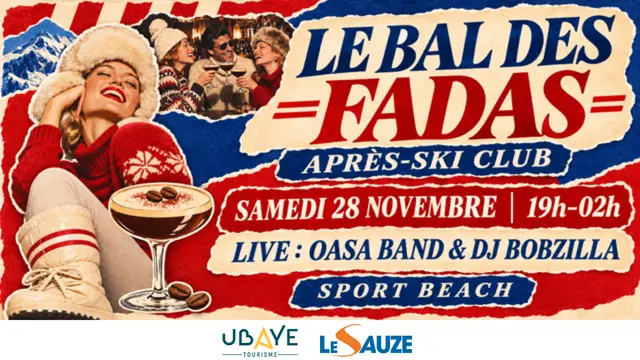 LE BAL DES
FADAS
APRÈS-SKI CLUB
SAMEDI 28 NOVEMBRE | 19h-02h
LIVE : OASA BAND & DJ BOBZILLA
SPORT BEACH
UBAYE
TOURISME
LE SAUZE